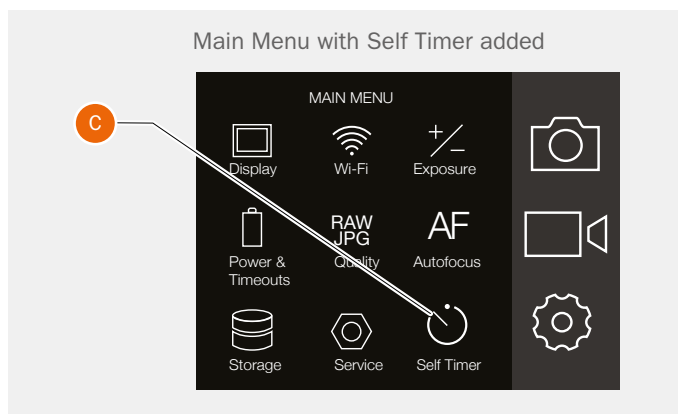 Main Menu with Self Timer added
C
MAIN MENU
Display
Wi-Fi
Exposure
RAW
JPG
AF
Power &
Timeouts
Quality
Autofocus
Storage
Service
Self Timer